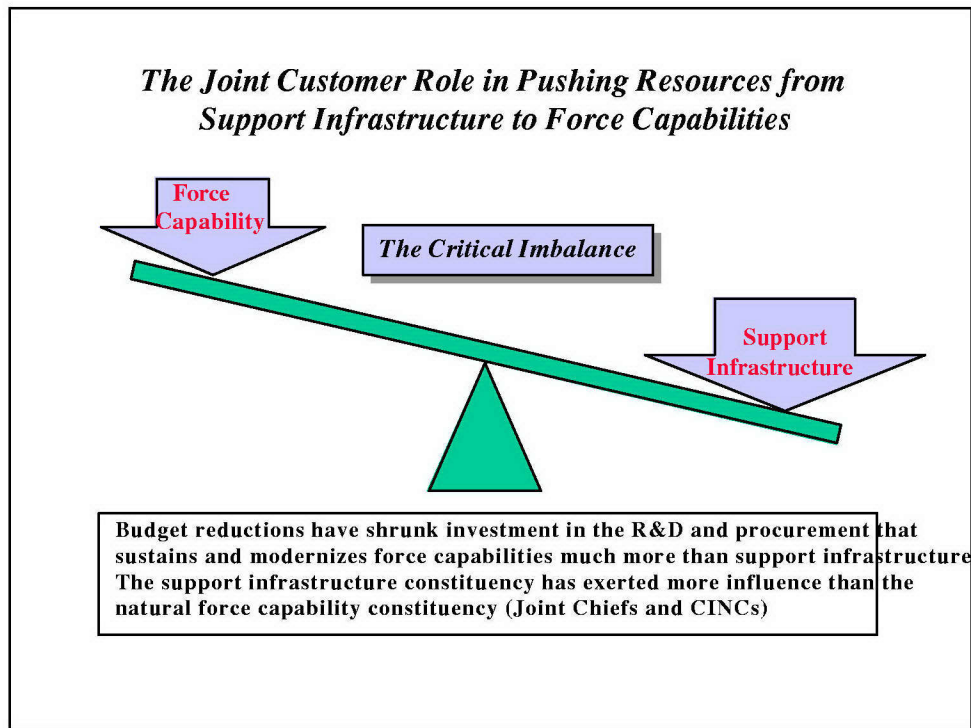 The Joint Customer Role in Pushing Resources from
Support Infrastructure to Force Capabilities
Force
Capability
The Critical Imbalance
Support
Infrastructure
Budget reductions have shrunk investment in the R&D and procurement that
sustains and modernizes force capabilities much more than support infrastructure
The support infrastructure constituency has exerted more influence than the
natural force capability constituency (Joint Chiefs and CINCs)